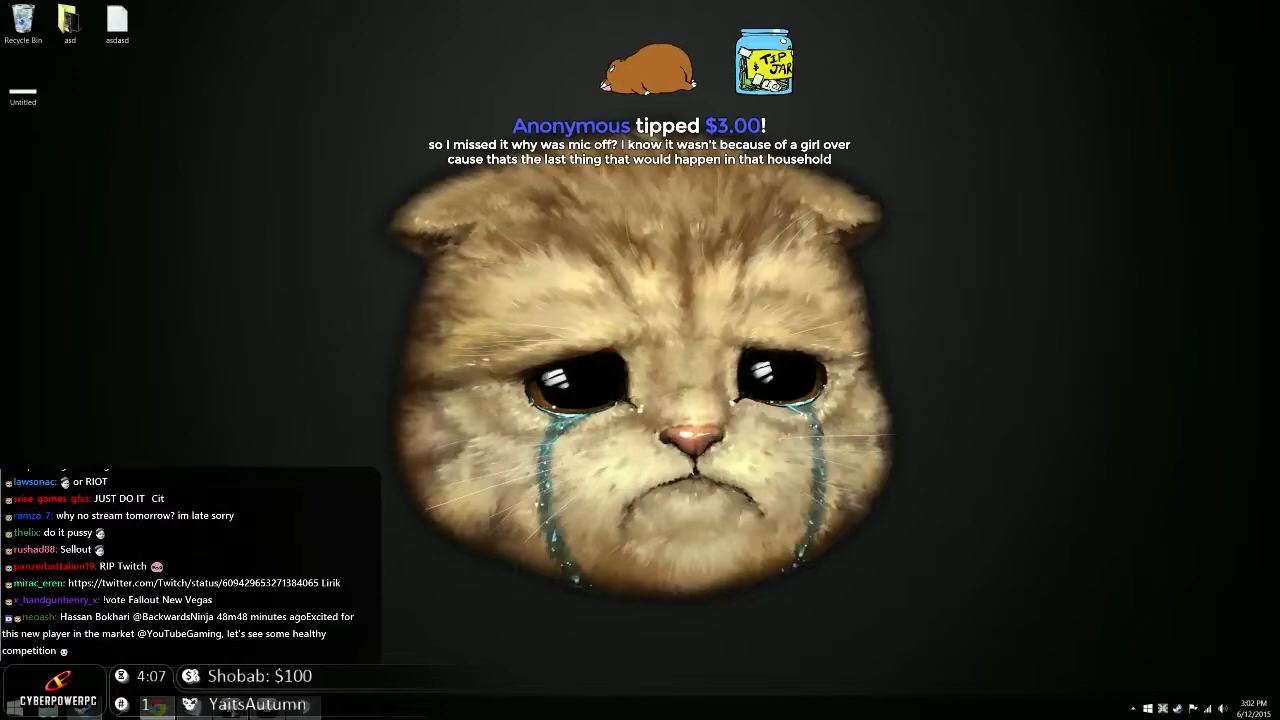 Recycle Bin
asd
asdasd
Untitled
TIP
JAR
Anonymous tipped $3.00!
so I missed it why was mic off? I know it wasn't because of a girl over
cause thats the last thing that would happen in that household
lawsonac: or RIOT
wise_games_gfxs: JUST DO IT Cit
ramza_7: why no stream tomorrow? im late sorry
thelix: do it pussy
rushad88: Sellout
panzerbattalion19: RIP Twitch
mirac_eren: https://twitter.com/Twitch/status/609429653271384065 Lirik
x_handgunhenry_x: !vote Fallout New Vegas
neoash: Hassan Bokhari @BackwardsNinja 48m48 minutes agoExcited for
this new player in the market @YouTubeGaming, let's see some healthy
competition
CYBERPOWERPC
4:07
Shobab: $100
# 1
YaitsAutumn
3:02 PM
6/12/2015